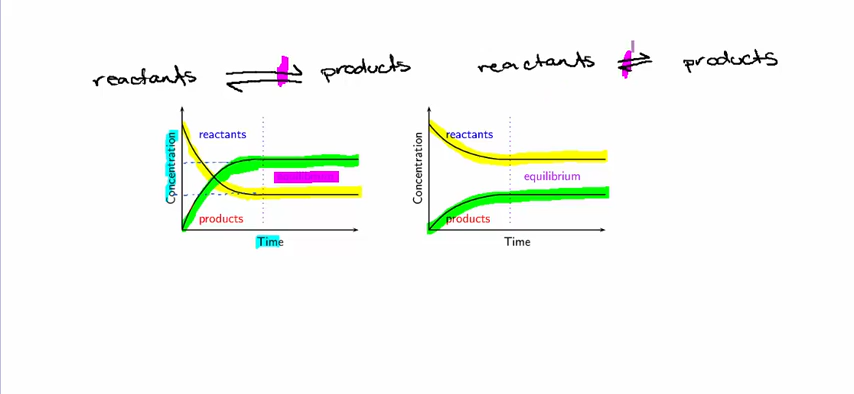 reactants ⇌ products
reactants ⇌ products
Concentration
reactants
products
Time
Concentration
reactants
equilibrium
products
Time